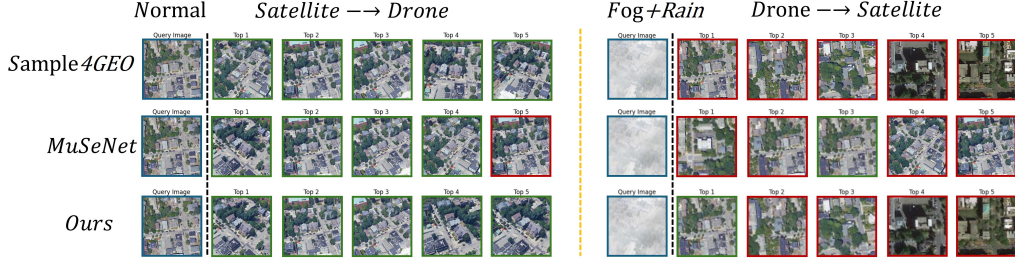 Normal Satellite --→ Drone Fog+Rain Drone --→ Satellite
Query Image Top 1 Top 2 Top 3 Top 4 Top 5 Query Image Top 1 Top 2 Top 3 Top 4 Top 5
Sample4GEO
Query Image Top 1 Top 2 Top 3 Top 4 Top 5 Query Image Top 1 Top 2 Top 3 Top 4 Top 5
MuSeNet
Query Image Top 1 Top 2 Top 3 Top 4 Top 5 Query Image Top 1 Top 2 Top 3 Top 4 Top 5
Ours